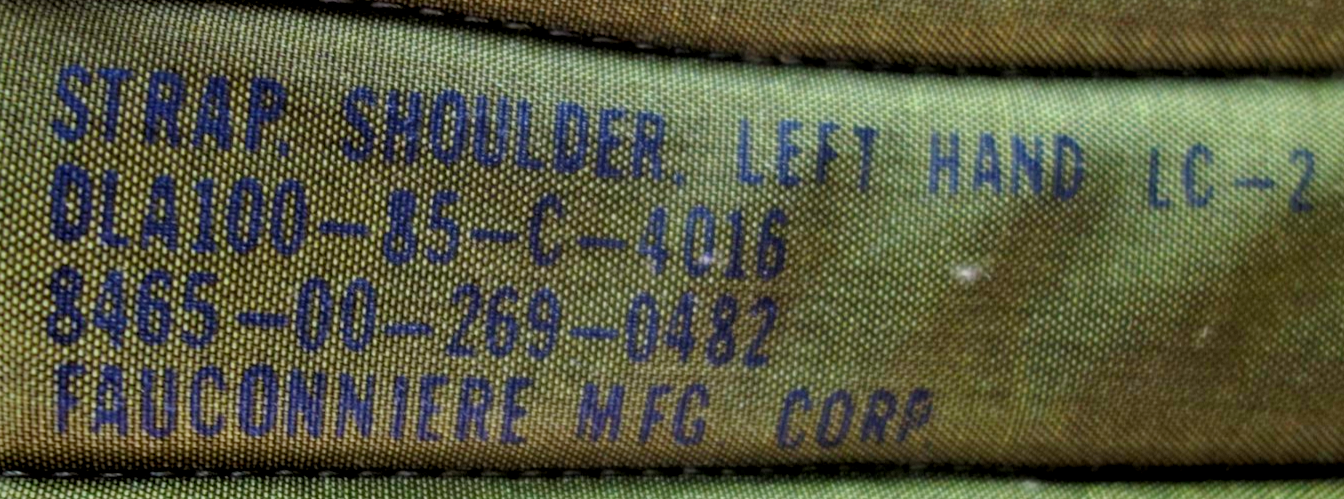 STRAP, SHOULDER, LEFT HAND LC-2
DLA100-85-C-4016
8465-00-269-0482
FAUCONNIERE MFG. CORP.